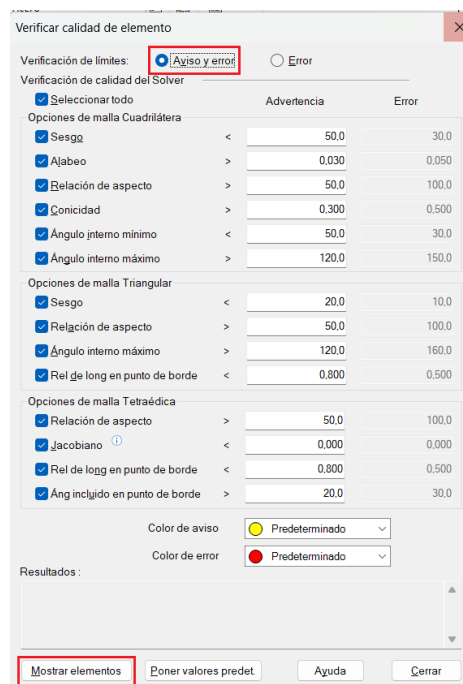 Verificar calidad de elemento
Verificación de límites: Aviso y error Error
Verificación de calidad del Solver
Seleccionar todo Advertencia Error
Opciones de malla Cuadrilátera
Sesgo < 50,0 30,0
Alabeo > 0,030 0,050
Relación de aspecto > 50,0 100,0
Conicidad > 0,300 0,500
Ángulo interno mínimo < 50,0 30,0
Ángulo interno máximo > 120,0 150,0
Opciones de malla Triangular
Sesgo < 20,0 10,0
Relación de aspecto > 50,0 100,0
Ángulo interno máximo > 120,0 160,0
Rel de long en punto de borde < 0,800 0,500
Opciones de malla Tetraédica
Relación de aspecto > 50,0 100,0
Jacobiano < 0,000 0,000
Rel de long en punto de borde < 0,800 0,500
Áng incluido en punto de borde > 20,0 30,0
Color de aviso Predeterminado
Color de error Predeterminado
Resultados :
Mostrar elementos Poner valores predet. Ayuda Cerrar